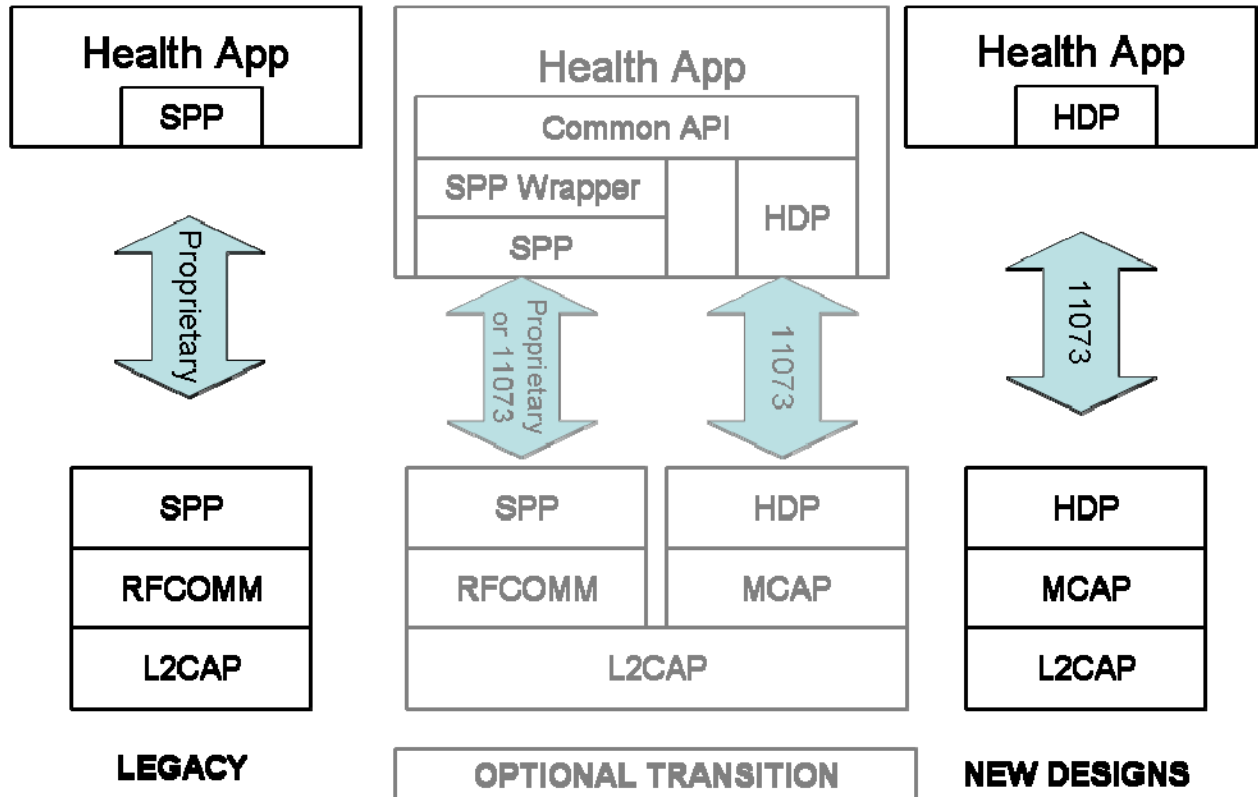 Health App
SPP
Proprietary
SPP
RFCOMM
L2CAP
LEGACY
Health App
Common API
SPP Wrapper
SPP
HDP
Proprietary
or 11073
11073
SPP
HDP
RFCOMM
MCAP
L2CAP
OPTIONAL TRANSITION
Health App
HDP
11073
HDP
MCAP
L2CAP
NEW DESIGNS